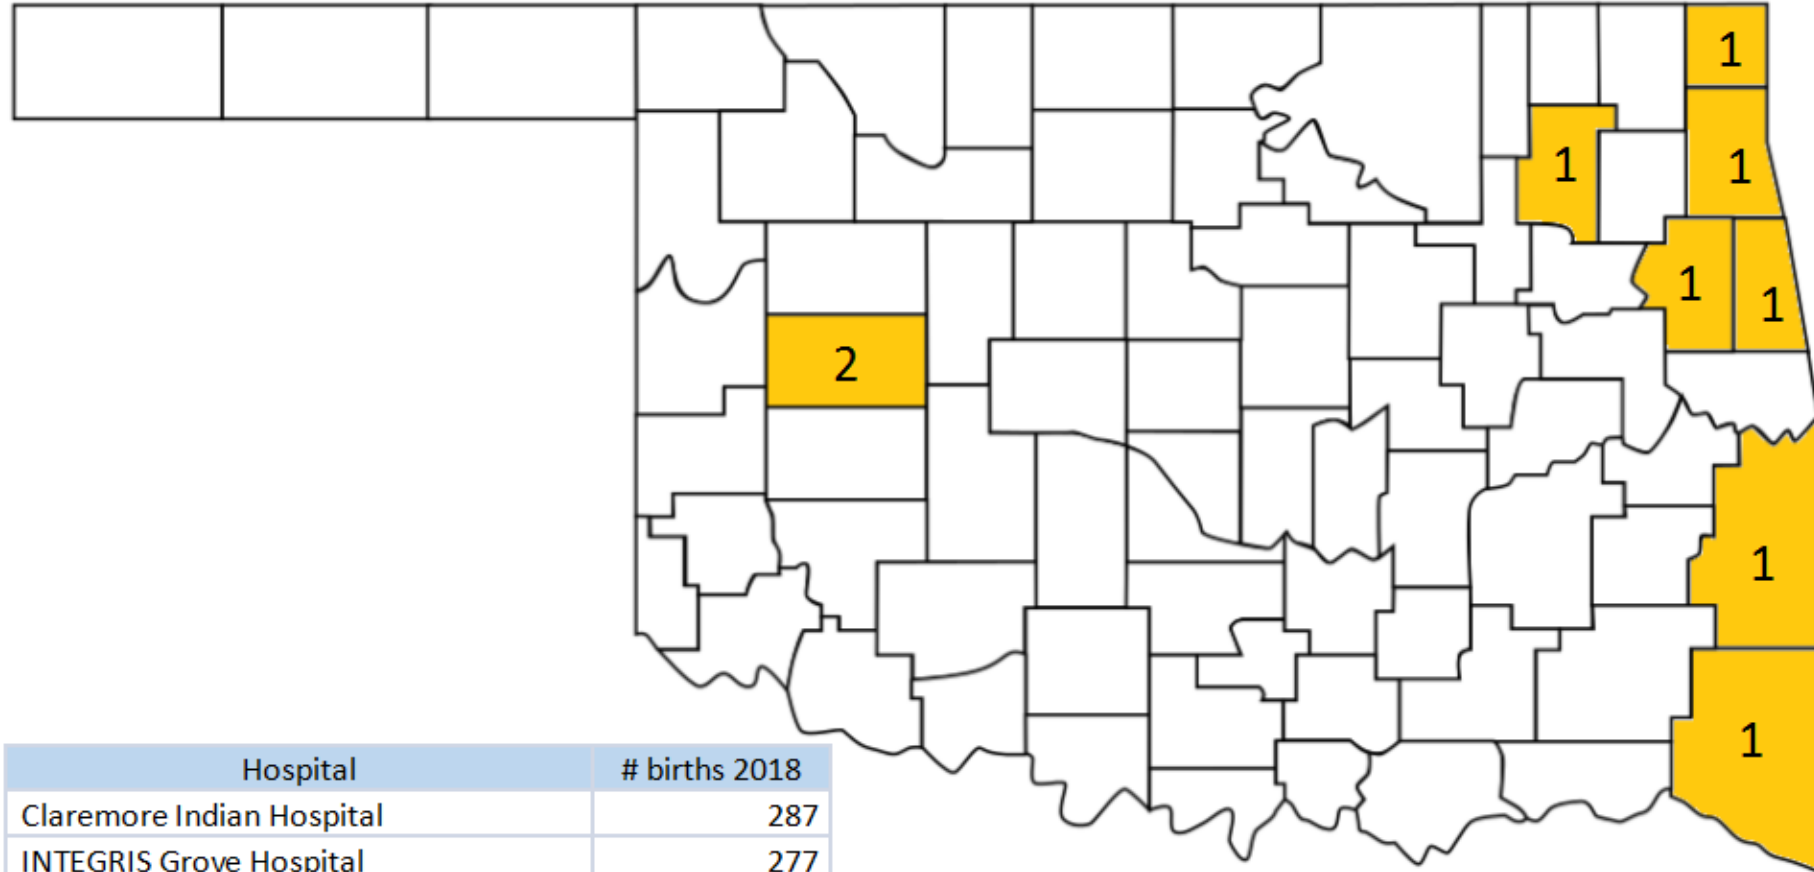 1
1
1
1
1
2
1
1
Hospital # births 2018
Claremore Indian Hospital 287
INTEGRIS Grove Hospital 277